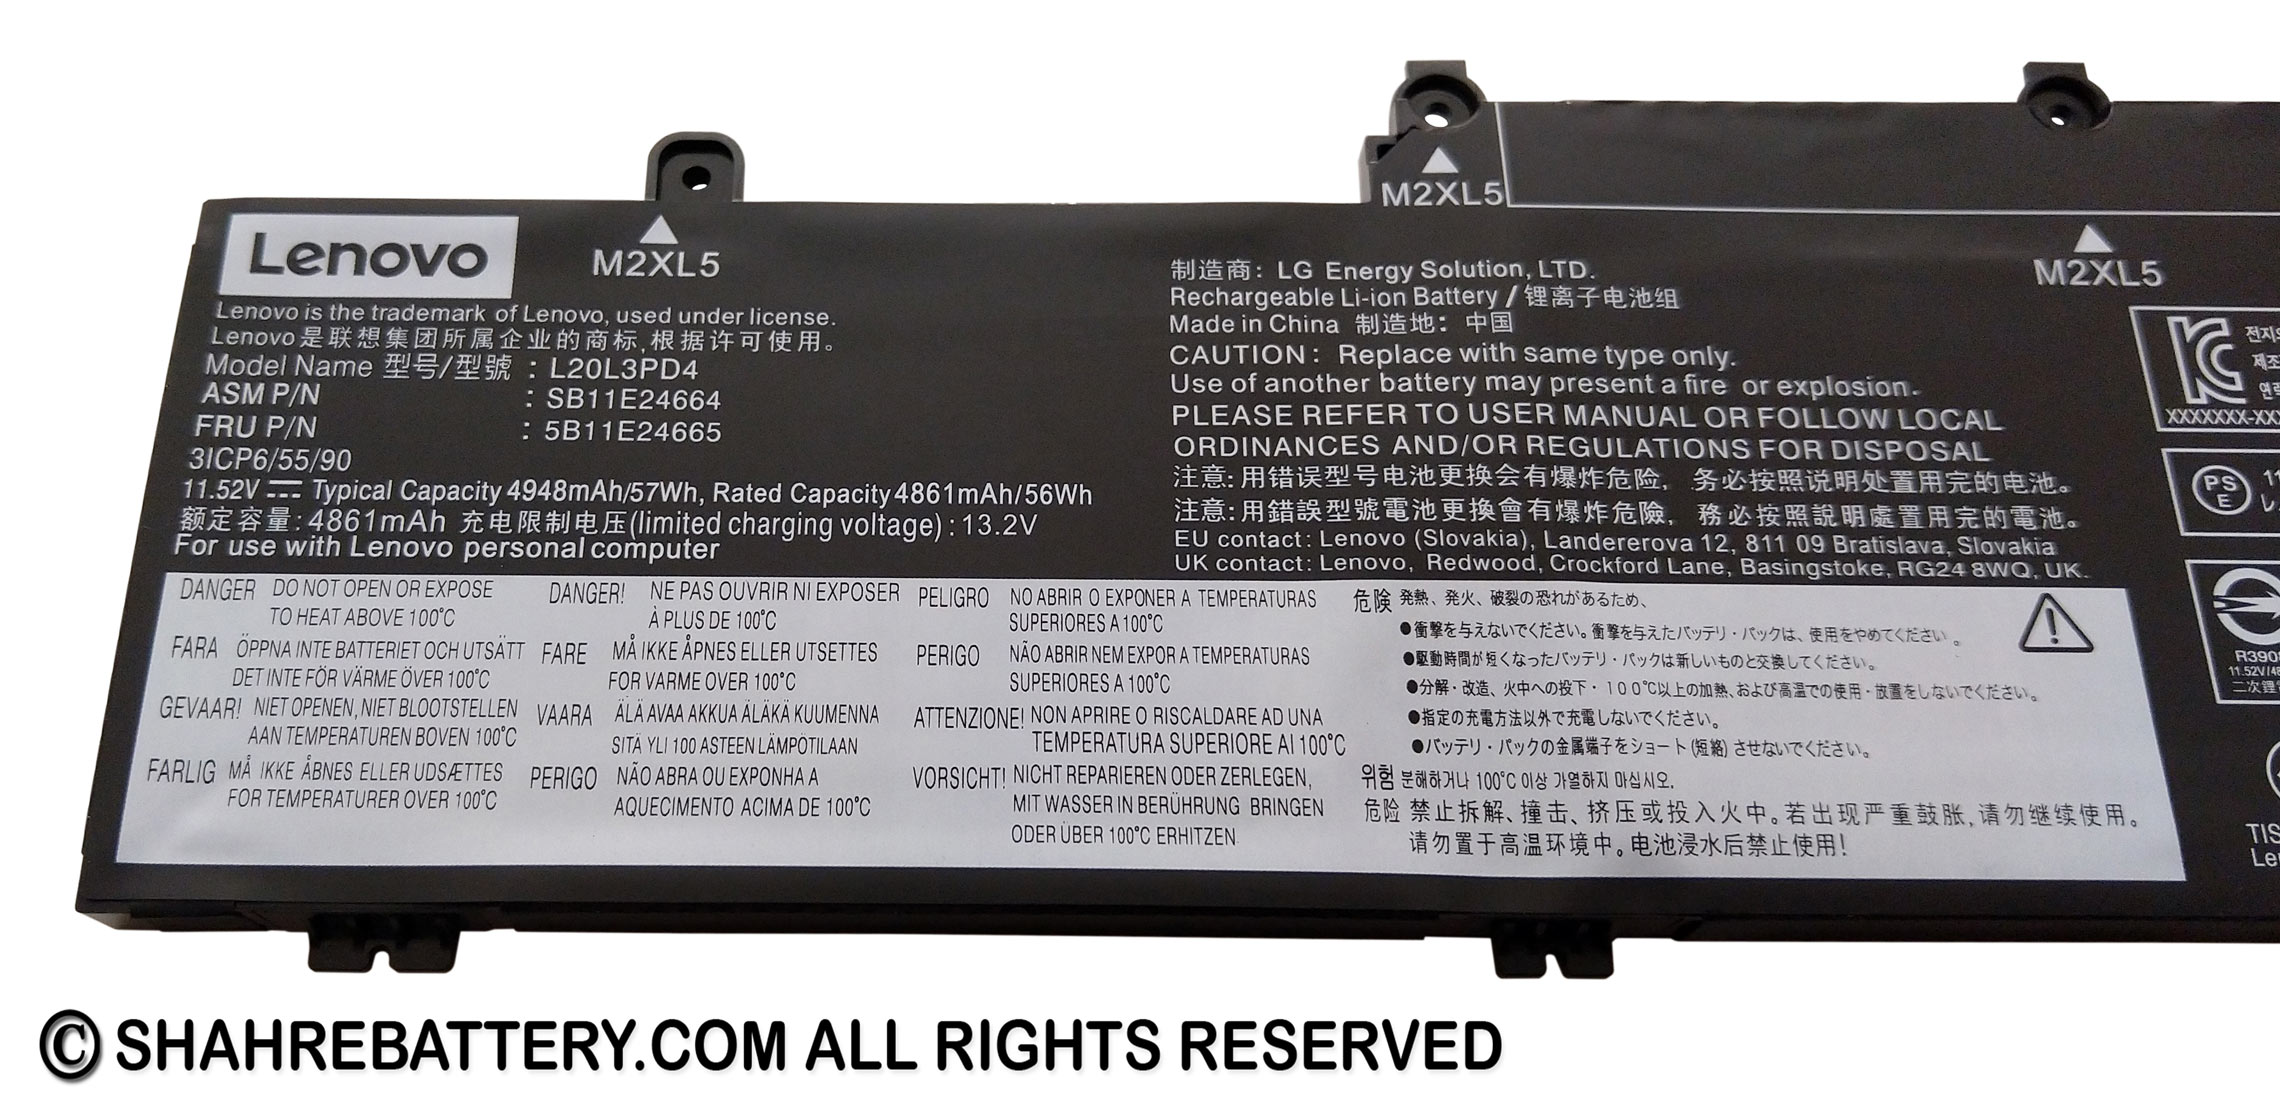 Lenovo
M2XL5
M2XL5
M2XL5
Lenovo is the trademark of Lenovo, used under license.
Lenovo是联想集团所属企业的商标,根据许可使用。
Model Name 型号/型號 : L20L3PD4
ASM P/N : SB11E24664
FRU P/N : 5B11E24665
3ICP6/55/90
11.52V Typical Capacity 4948mAh/57Wh, Rated Capacity 4861mAh/56Wh
额定容量: 4861mAh 充电限制电压(limited charging voltage) : 13.2V
For use with Lenovo personal computer
制造商: LG Energy Solution, LTD.
Rechargeable Li-ion Battery / 锂离子电池组
Made in China 制造地: 中国
CAUTION: Replace with same type only.
Use of another battery may present a fire or explosion.
PLEASE REFER TO USER MANUAL OR FOLLOW LOCAL
ORDINANCES AND/OR REGULATIONS FOR DISPOSAL
注意: 用错误型号电池更换会有爆炸危险, 务必按照说明处置用完的电池。
注意: 用錯誤型號電池更換會有爆炸危險, 務必按照說明處置用完的電池。
EU contact: Lenovo (Slovakia), Landererova 12, 811 09 Bratislava, Slovakia
UK contact: Lenovo, Redwood, Crockford Lane, Basingstoke, RG24 8WQ, UK.
DANGER DO NOT OPEN OR EXPOSE
TO HEAT ABOVE 100°C
FARA ÖPPNA INTE BATTERIET OCH UTSÄTT
DET INTE FÖR VÄRME ÖVER 100°C
GEVAAR! NIET OPENEN, NIET BLOOTSTELLEN
AAN TEMPERATUREN BOVEN 100°C
FARLIG MÅ IKKE ÅBNES ELLER UDSÆTTES
FOR TEMPERATURER OVER 100°C
DANGER! NE PAS OUVRIR NI EXPOSER
À PLUS DE 100°C
FARE MÅ IKKE ÅPNES ELLER UTSETTES
FOR VARME OVER 100°C
VAARA ÄLÄ AVAA AKKUA ÄLÄKÄ KUUMENNA
SITÄ YLI 100 ASTEEN LÄMPÖTILAAN
PERIGO NÃO ABRA OU EXPONHA A
AQUECIMENTO ACIMA DE 100°C
PELIGRO NO ABRIR O EXPONER A TEMPERATURAS
SUPERIORES A 100°C
PERIGO NÃO ABRIR NEM EXPOR A TEMPERATURAS
SUPERIORES A 100°C
ATTENZIONE! NON APRIRE O RISCALDARE AD UNA
TEMPERATURA SUPERIORE AI 100°C
VORSICHT! NICHT REPARIEREN ODER ZERLEGEN,
MIT WASSER IN BERÜHRUNG BRINGEN
ODER ÜBER 100°C ERHITZEN
危険 発熱、発火、破裂の恐れがあるため、
●衝撃を与えないでください。衝撃を与えたバッテリ・パックは、使用をやめてください。
●駆動時間が短くなったバッテリ・パックは新しいものと交換してください。
●分解・改造、火中への投下・100℃以上の加熱、および高温での使用・放置をしないでください。
●指定の充電方法以外で充電しないでください。
●バッテリ・パックの金属端子をショート(短絡)させないでください。
위험 분해하거나 100°C 이상 가열하지 마십시오.
危险 禁止拆解、撞击、挤压或投入火中。若出现严重鼓胀,请勿继续使用。
请勿置于高温环境中。电池浸水后禁止使用!
전지
제조
연락
XXXXXXX-XX
PS
E
11
レ
R390
11.52V/48
二次鋰
TIS
Le
© SHAHREBATTERY.COM ALL RIGHTS RESERVED